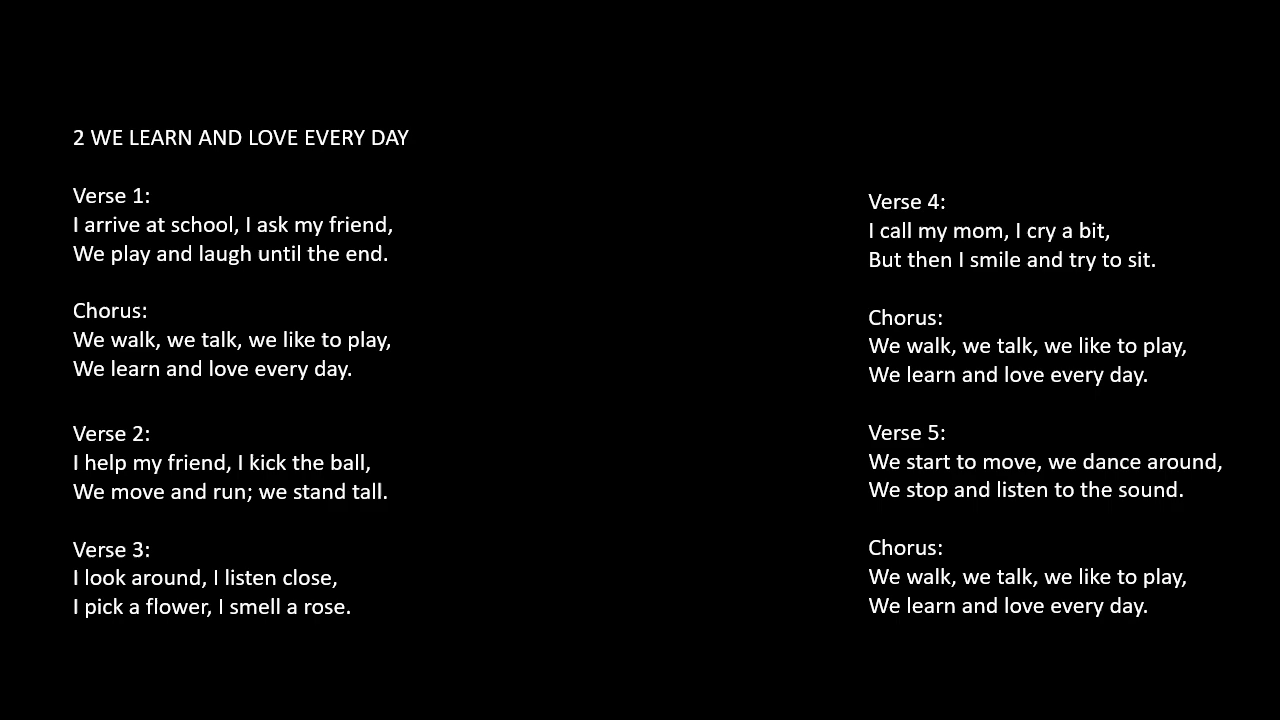 2 WE LEARN AND LOVE EVERY DAY
Verse 1:
I arrive at school, I ask my friend,
We play and laugh until the end.
Chorus:
We walk, we talk, we like to play,
We learn and love every day.
Verse 2:
I help my friend, I kick the ball,
We move and run; we stand tall.
Verse 3:
I look around, I listen close,
I pick a flower, I smell a rose.
Verse 4:
I call my mom, I cry a bit,
But then I smile and try to sit.
Chorus:
We walk, we talk, we like to play,
We learn and love every day.
Verse 5:
We start to move, we dance around,
We stop and listen to the sound.
Chorus:
We walk, we talk, we like to play,
We learn and love every day.